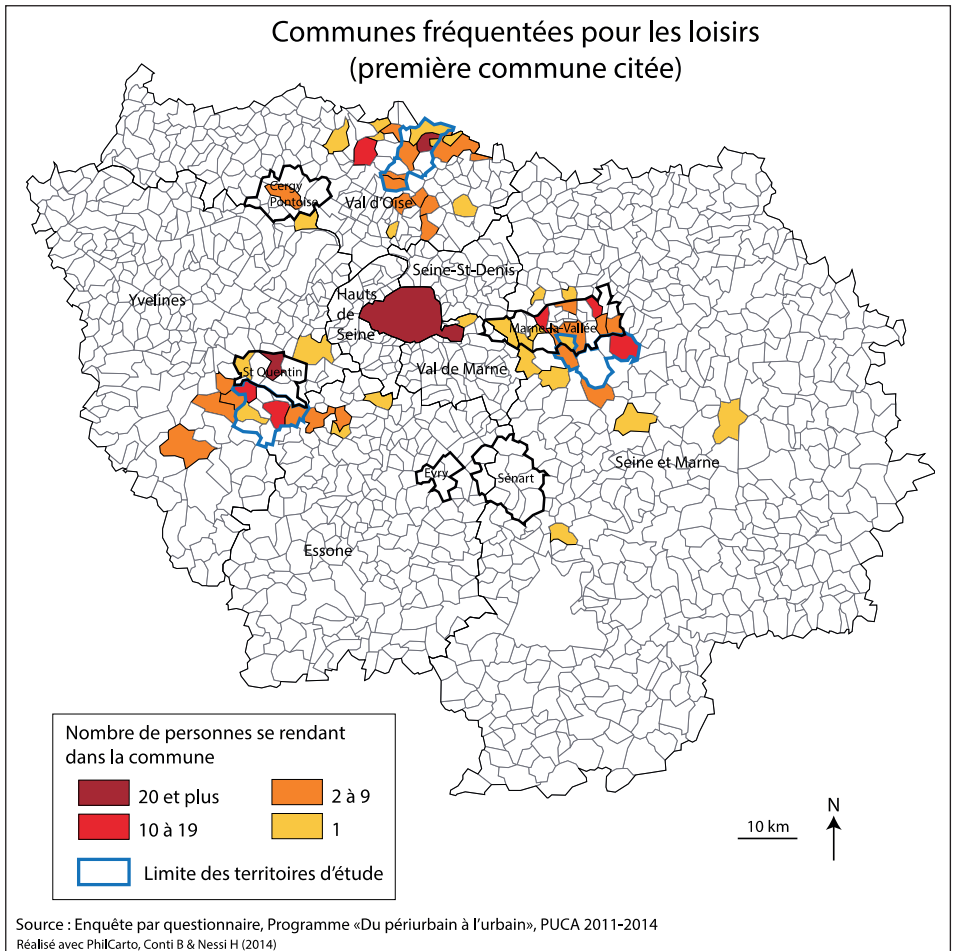 Communes fréquentées pour les loisirs
(première commune citée)
Cergy
Pontoise
Val d'Oise
Seine-St-Denis
Yvelines
Hauts
de
Seine
Marne-la-Vallée
St Quentin
Val de Marne
Seine et Marne
Evry
Sénart
Essone
Nombre de personnes se rendant
dans la commune
20 et plus
2 à 9
10 à 19
1
Limite des territoires d'étude
N
10 km
Source : Enquête par questionnaire, Programme «Du périurbain à l'urbain», PUCA 2011-2014
Réalisé avec PhilCarto, Conti B & Nessi H (2014)